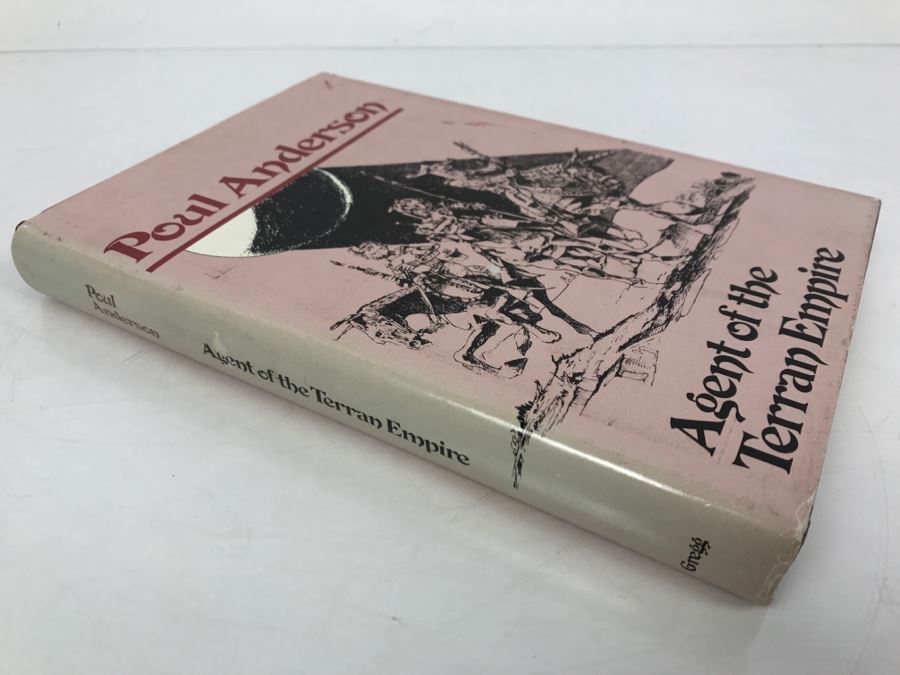 Poul Anderson
Agent of the
Terran Empire
Poul
Anderson
Agent of the Terran Empire
Gregg